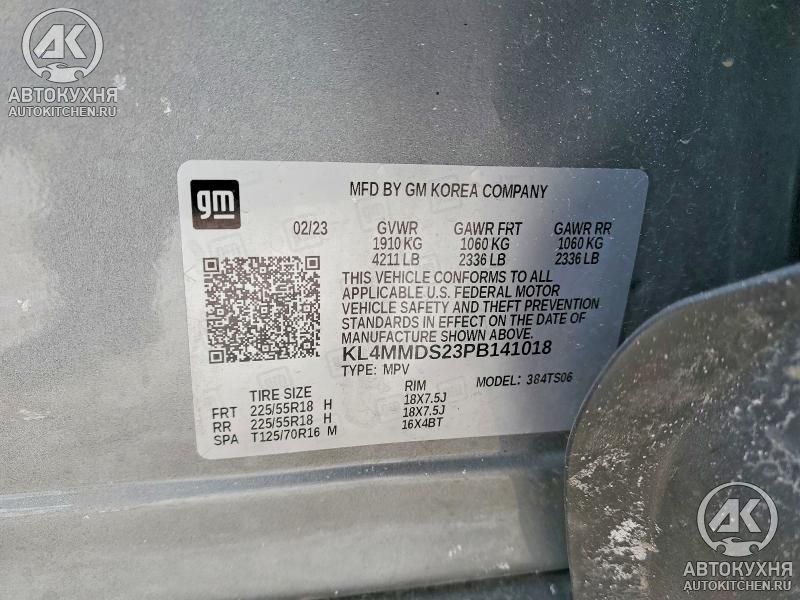 AK
АВТОКУХНЯ
AUTOKITCHEN.RU
gm
MFD BY GM KOREA COMPANY
02/23 GVWR GAWR FRT GAWR RR
1910 KG 1060 KG 1060 KG
4211 LB 2336 LB 2336 LB
THIS VEHICLE CONFORMS TO ALL
APPLICABLE U.S. FEDERAL MOTOR
VEHICLE SAFETY AND THEFT PREVENTION
STANDARDS IN EFFECT ON THE DATE OF
MANUFACTURE SHOWN ABOVE.
KL4MMDS23PB141018
TYPE: MPV MODEL: 384TS06
TIRE SIZE RIM
FRT 225/55R18 H 18X7.5J
RR 225/55R18 H 18X7.5J
SPA T125/70R16 M 16X4BT
AK
АВТОКУХНЯ
AUTOKITCHEN.RU